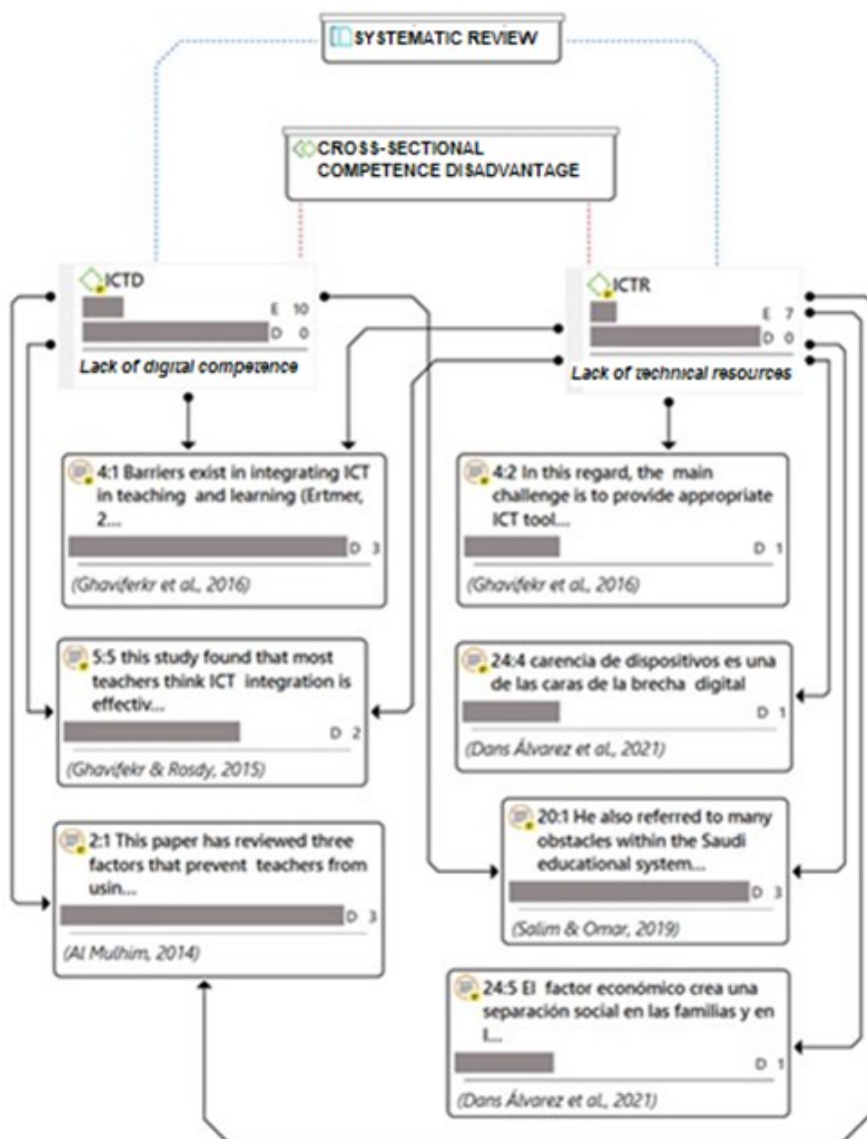 SYSTEMATIC REVIEW
CROSS-SECTIONAL
COMPETENCE DISADVANTAGE
ICTD
E 10
D 0
Lack of digital competence
ICTR
E 7
D 0
Lack of technical resources
4:1 Barriers exist in integrating ICT
in teaching and learning (Ertmer,
2...
D 3
(Ghaviferkr et al., 2016)
4:2 In this regard, the main
challenge is to provide appropriate
ICT tool...
D 1
(Ghavifekr et al., 2016)
5:5 this study found that most
teachers think ICT integration is
effectiv...
D 2
(Ghavifekr & Rosdy, 2015)
24:4 carencia de dispositivos es una
de las caras de la brecha digital
D 1
(Dans Álvarez et al., 2021)
2:1 This paper has reviewed three
factors that prevent teachers from
usin...
D 3
(Al Mulhim, 2014)
20:1 He also referred to many
obstacles within the Saudi
educational system...
D 3
(Salim & Omar, 2019)
24:5 El factor económico crea una
separación social en las familias y en
l...
D 1
(Dans Álvarez et al., 2021)